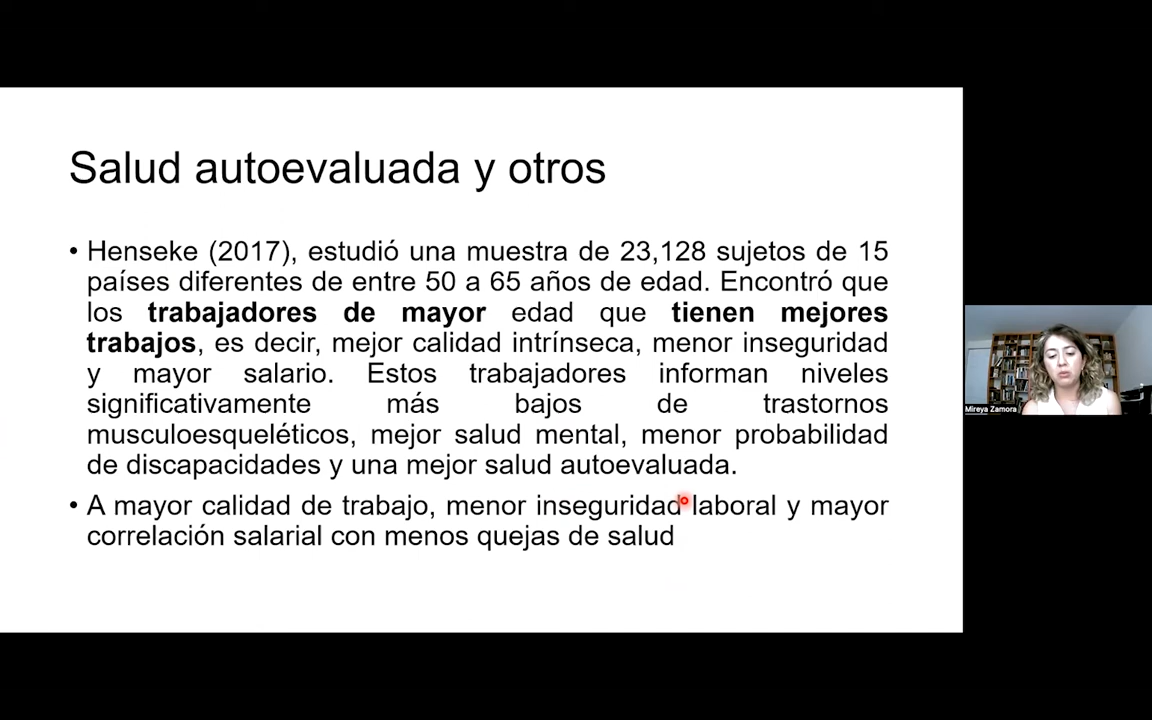 Salud autoevaluada y otros
• Henseke (2017), estudió una muestra de 23,128 sujetos de 15
países diferentes de entre 50 a 65 años de edad. Encontró que
los trabajadores de mayor edad que tienen mejores
trabajos, es decir, mejor calidad intrínseca, menor inseguridad
y mayor salario. Estos trabajadores informan niveles
significativamente más bajos de trastornos
musculoesqueléticos, mejor salud mental, menor probabilidad
de discapacidades y una mejor salud autoevaluada.
• A mayor calidad de trabajo, menor inseguridad laboral y mayor
correlación salarial con menos quejas de salud
Mireya Zamora